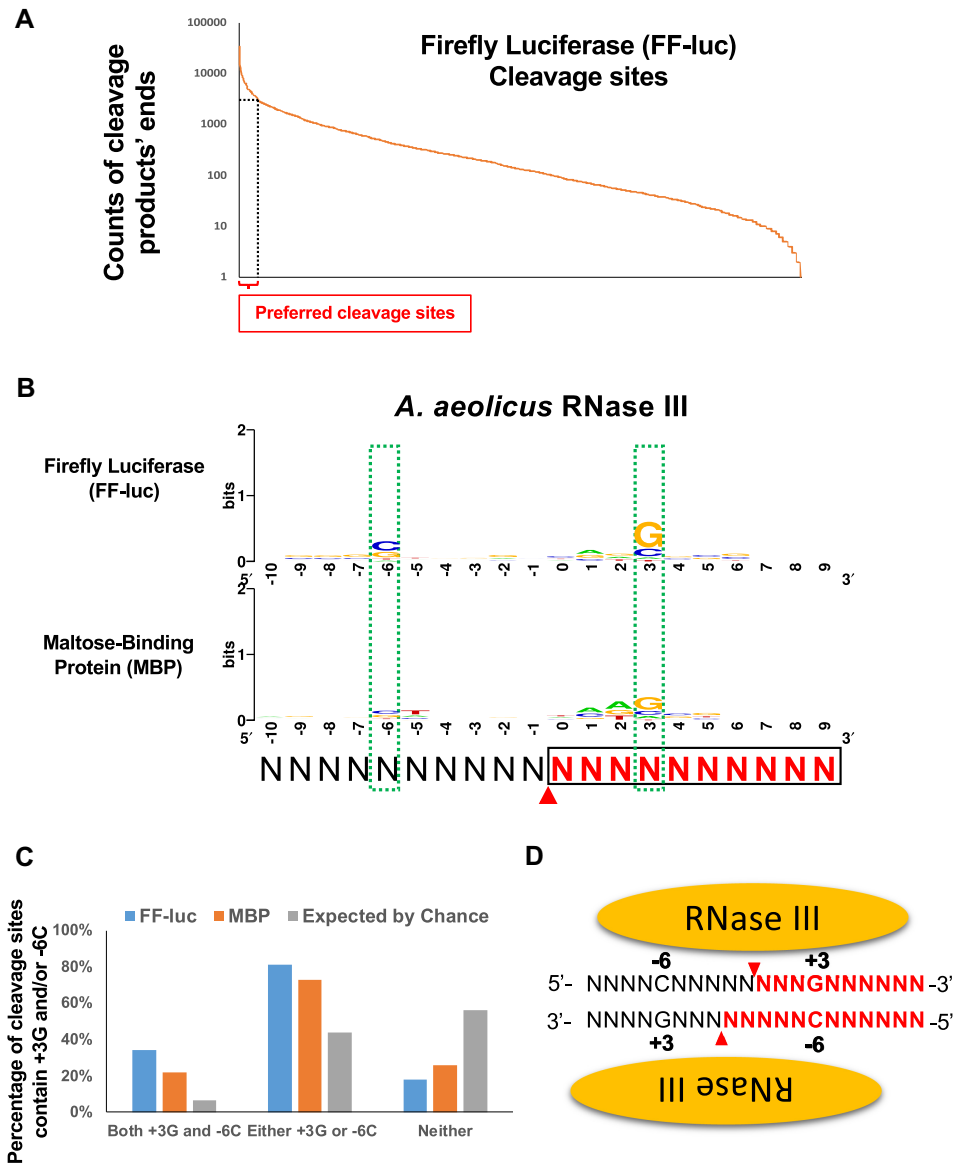 A
Firefly Luciferase (FF-luc)
Cleavage sites
Counts of cleavage
products' ends
100000
10000
1000
100
10
1
Preferred cleavage sites
B
A. aeolicus RNase III
Firefly Luciferase
(FF-luc)
2
1
0
bits
C
G
A
G
C
5′ -10 -9 -8 -7 -6 -5 -4 -3 -2 -1 0 1 2 3 4 5 6 7 8 9 3′
Maltose-Binding
Protein (MBP)
2
1
0
bits
C T A A G
G C
5′ -10 -9 -8 -7 -6 -5 -4 -3 -2 -1 0 1 2 3 4 5 6 7 8 9 3′
NNNNNNNNNNNNNNNNNNNN
C
Percentage of cleavage sites
contain +3G and/or -6C
FF-luc MBP Expected by Chance
100%
80%
60%
40%
20%
0%
Both +3G and -6C Either +3G or -6C Neither
D
RNase III
-6 +3
5'- NNNNCNNNNNNNNGNNNNNN -3'
3'- NNNNGNNNNNNNNCNNNNNN -5'
+3 -6
RNase III